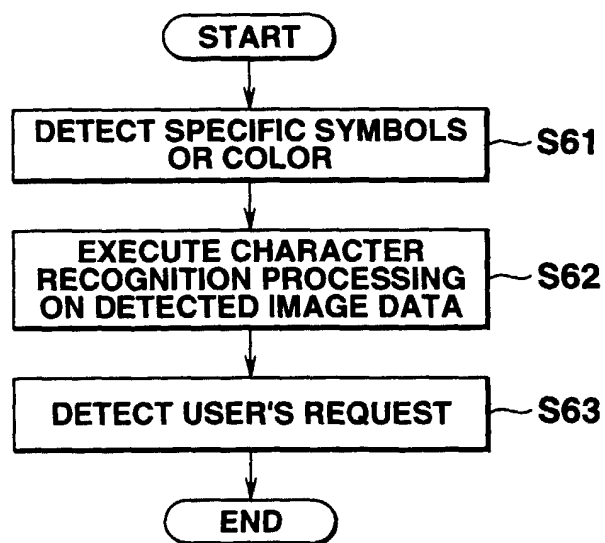 START
DETECT SPECIFIC SYMBOLS
OR COLOR
S61
EXECUTE CHARACTER
RECOGNITION PROCESSING
ON DETECTED IMAGE DATA
S62
DETECT USER'S REQUEST
S63
END